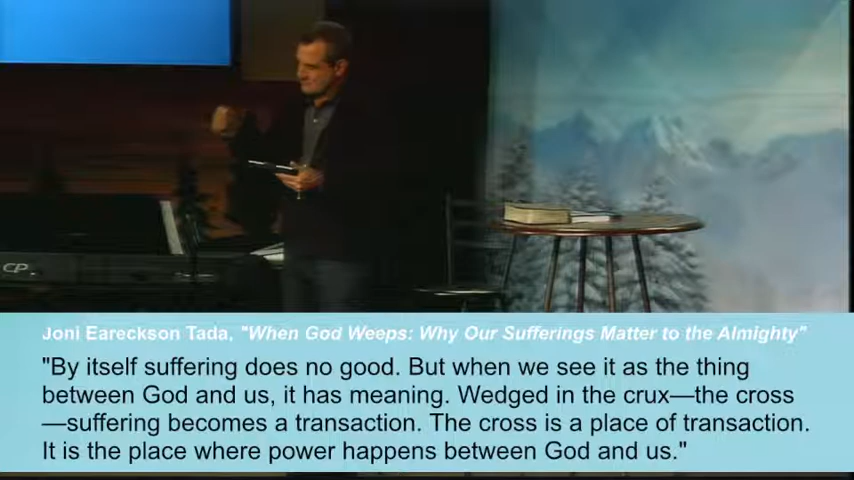 CP
Joni Eareckson Tada, "When God Weeps: Why Our Sufferings Matter to the Almighty"
"By itself suffering does no good. But when we see it as the thing
between God and us, it has meaning. Wedged in the crux—the cross
—suffering becomes a transaction. The cross is a place of transaction.
It is the place where power happens between God and us."